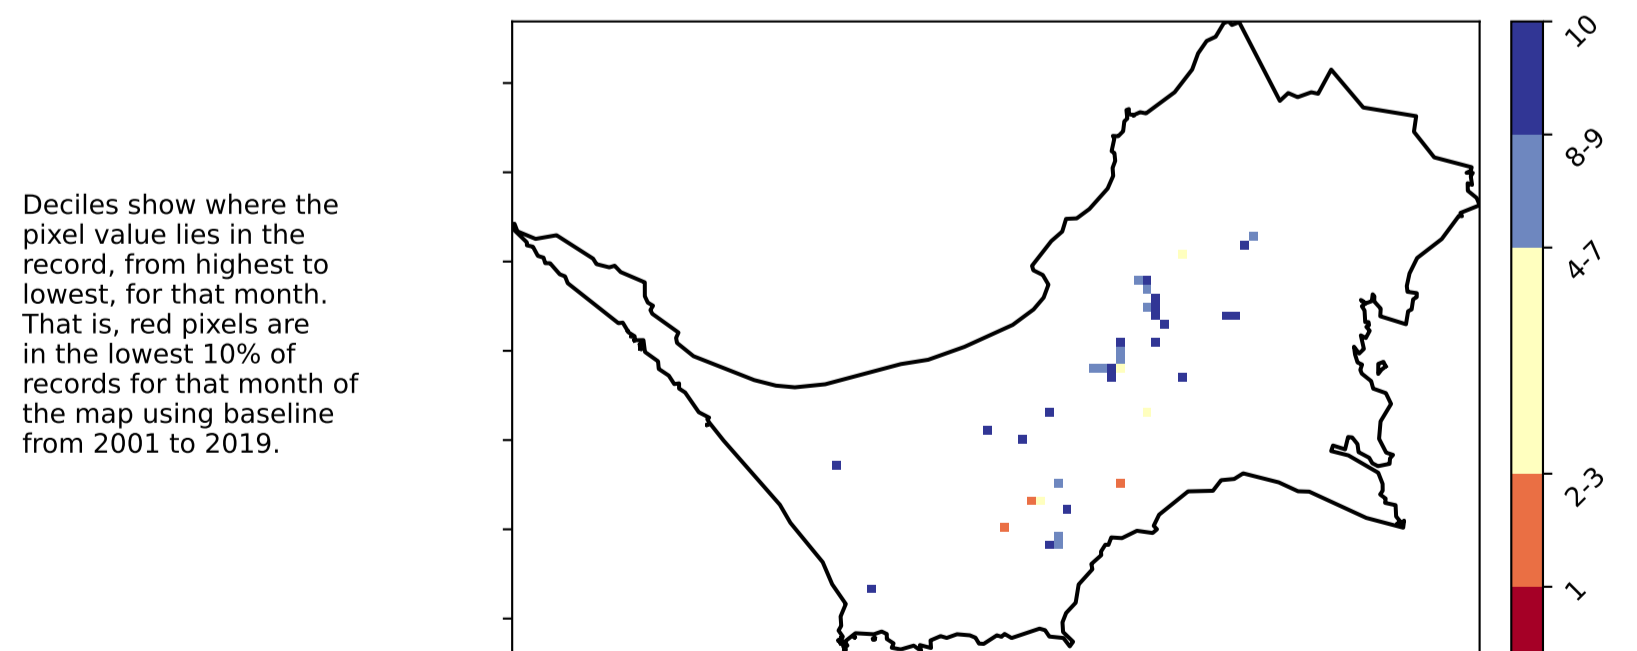 Deciles show where the
pixel value lies in the
record, from highest to
lowest, for that month.
That is, red pixels are
in the lowest 10% of
records for that month of
the map using baseline
from 2001 to 2019.
10
8-9
4-7
2-3
1